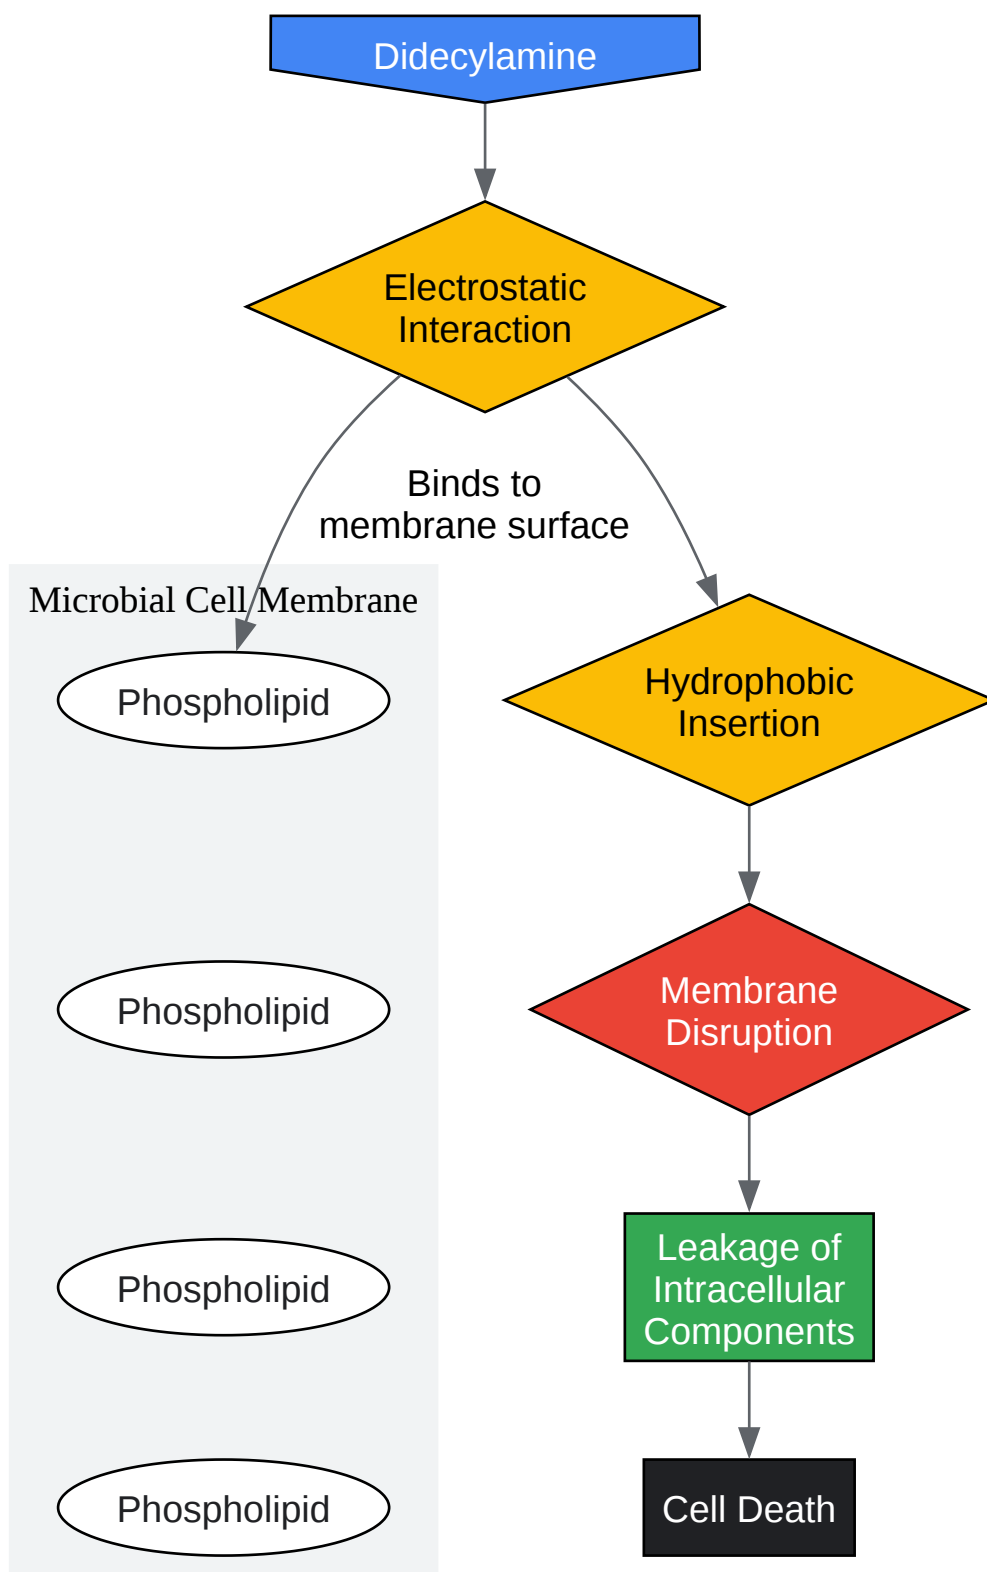 Didecylamine
Electrostatic
Interaction
Binds to
membrane surface
Microbial Cell Membrane
Phospholipid
Hydrophobic
Insertion
Phospholipid
Membrane
Disruption
Phospholipid
Leakage of
Intracellular
Components
Phospholipid
Cell Death